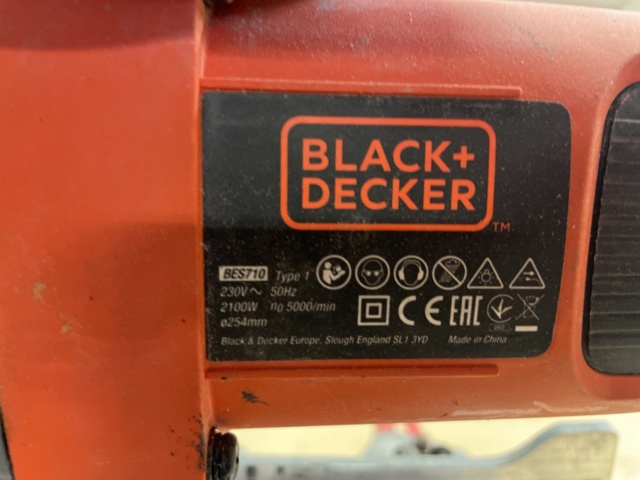 BLACK+
DECKER
TM
BES710 Type 1
230V~ 50Hz
2100W no 5000/min
ø254mm
CE EAC
Black & Decker Europe, Slough England SL1 3YD Made in China